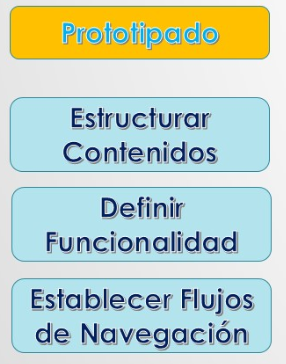 Prototipado
Estructurar
Contenidos
Definir
Funcionalidad
Establecer Flujos
de Navegación